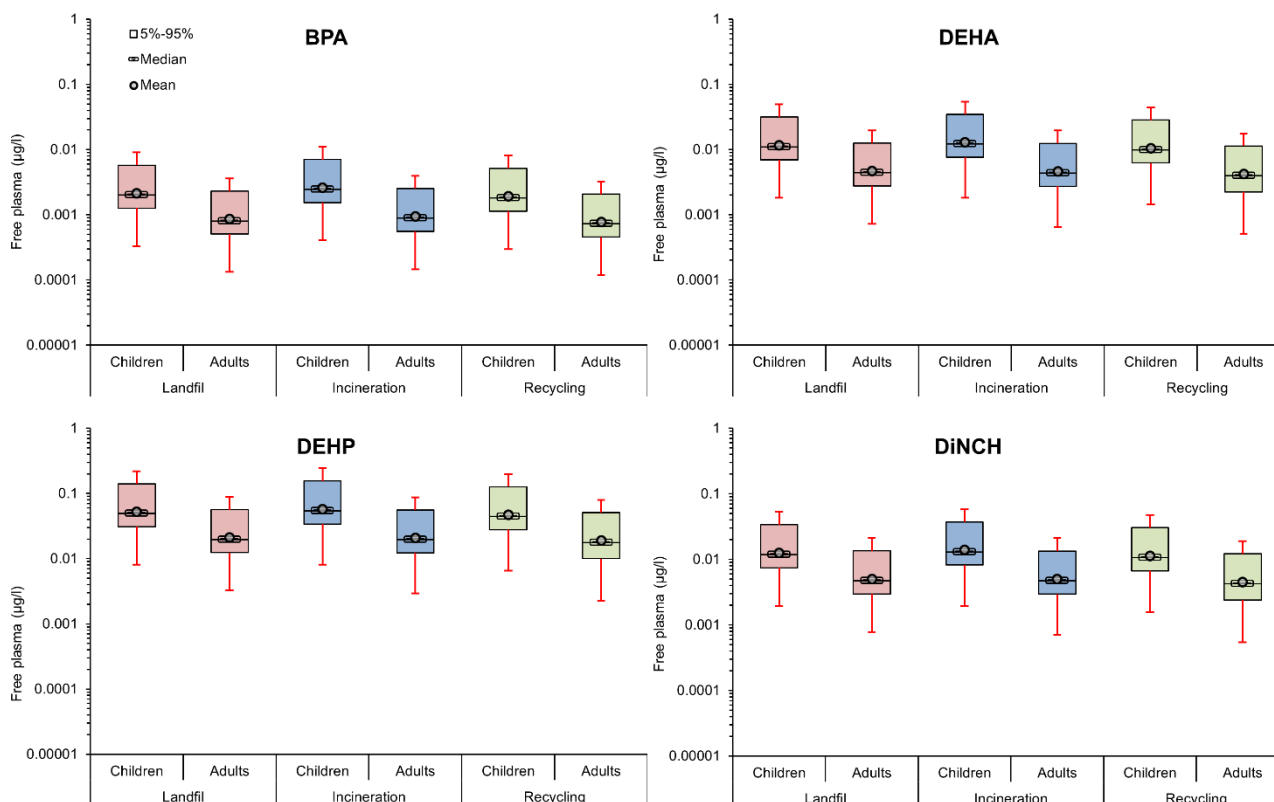 BPA
5%-95%
Median
Mean
Free plasma (µg/l)
1
0.1
0.01
0.001
0.0001
0.00001
Children Adults Children Adults Children Adults
Landfil Incineration Recycling
DEHA
Free plasma (µg/l)
1
0.1
0.01
0.001
0.0001
0.00001
Children Adults Children Adults Children Adults
Landfil Incineration Recycling
DEHP
Free plasma (µg/l)
1
0.1
0.01
0.001
0.0001
0.00001
Children Adults Children Adults Children Adults
Landfil Incineration Recycling
DiNCH
Free plasma (µg/l)
1
0.1
0.01
0.001
0.0001
0.00001
Children Adults Children Adults Children Adults
Landfil Incineration Recycling